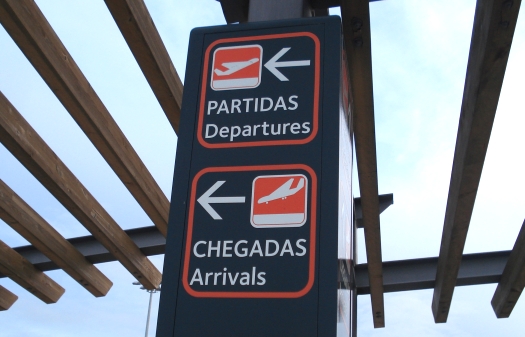 PARTIDAS
Departures
CHEGADAS
Arrivals